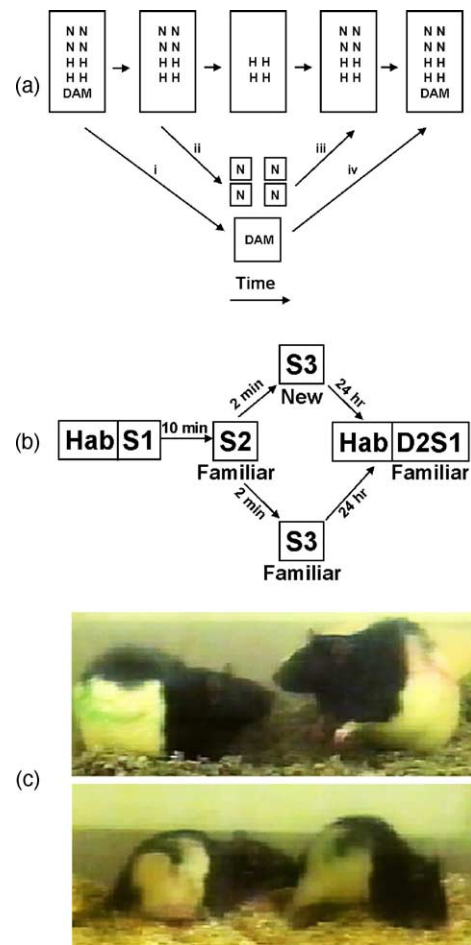 (a)
N N N N N N N N
N N N N N N N N
H H H H H H H H H H
H H H H H H H H H H
DAM DAM
i ii iii iv
N N
N N
DAM
Time
(b)
S3
New
2 min 24 hr
Hab S1 10 min S2 Hab D2S1
Familiar Familiar
2 min 24 hr
S3
Familiar
(c)